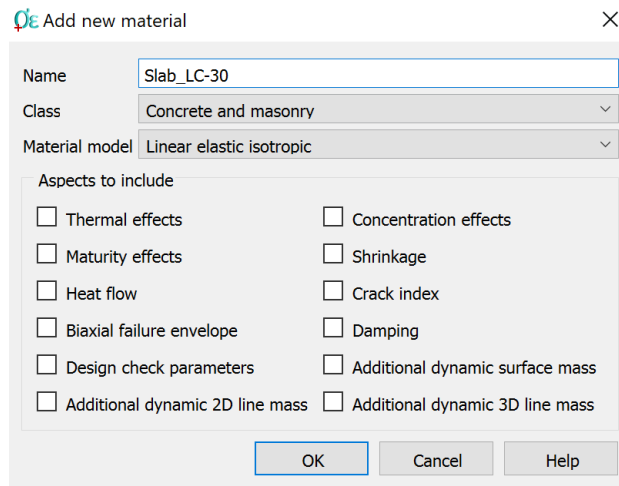 Add new material
Name Slab_LC-30
Class Concrete and masonry
Material model Linear elastic isotropic
Aspects to include
Thermal effects Concentration effects
Maturity effects Shrinkage
Heat flow Crack index
Biaxial failure envelope Damping
Design check parameters Additional dynamic surface mass
Additional dynamic 2D line mass Additional dynamic 3D line mass
OK Cancel Help